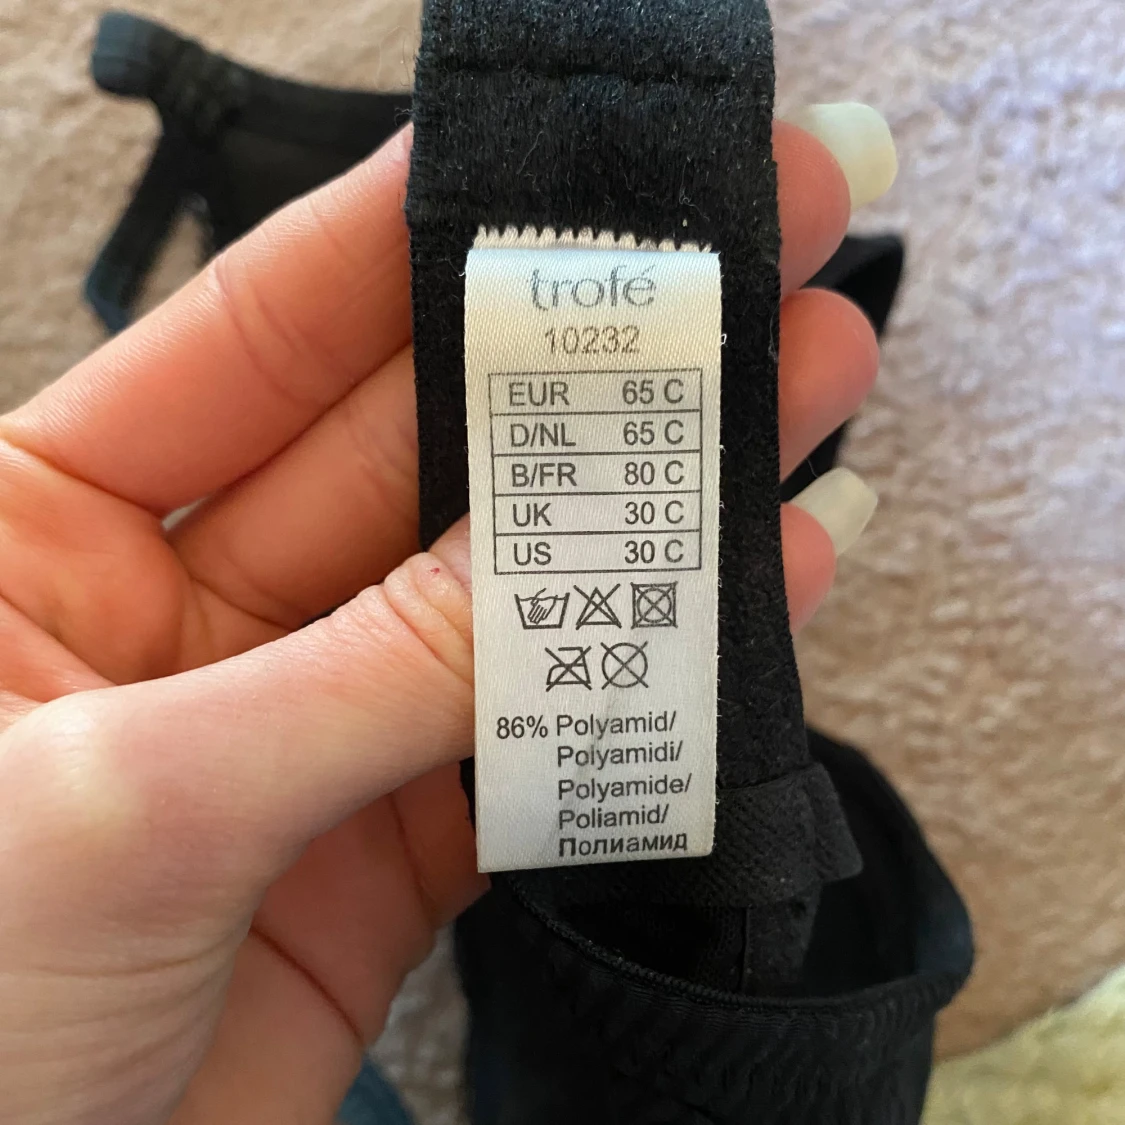 trofé
10232
EUR 65 C
D/NL 65 C
B/FR 80 C
UK 30 C
US 30 C
86% Polyamid/
Polyamidi/
Polyamide/
Poliamid/
Полиамид